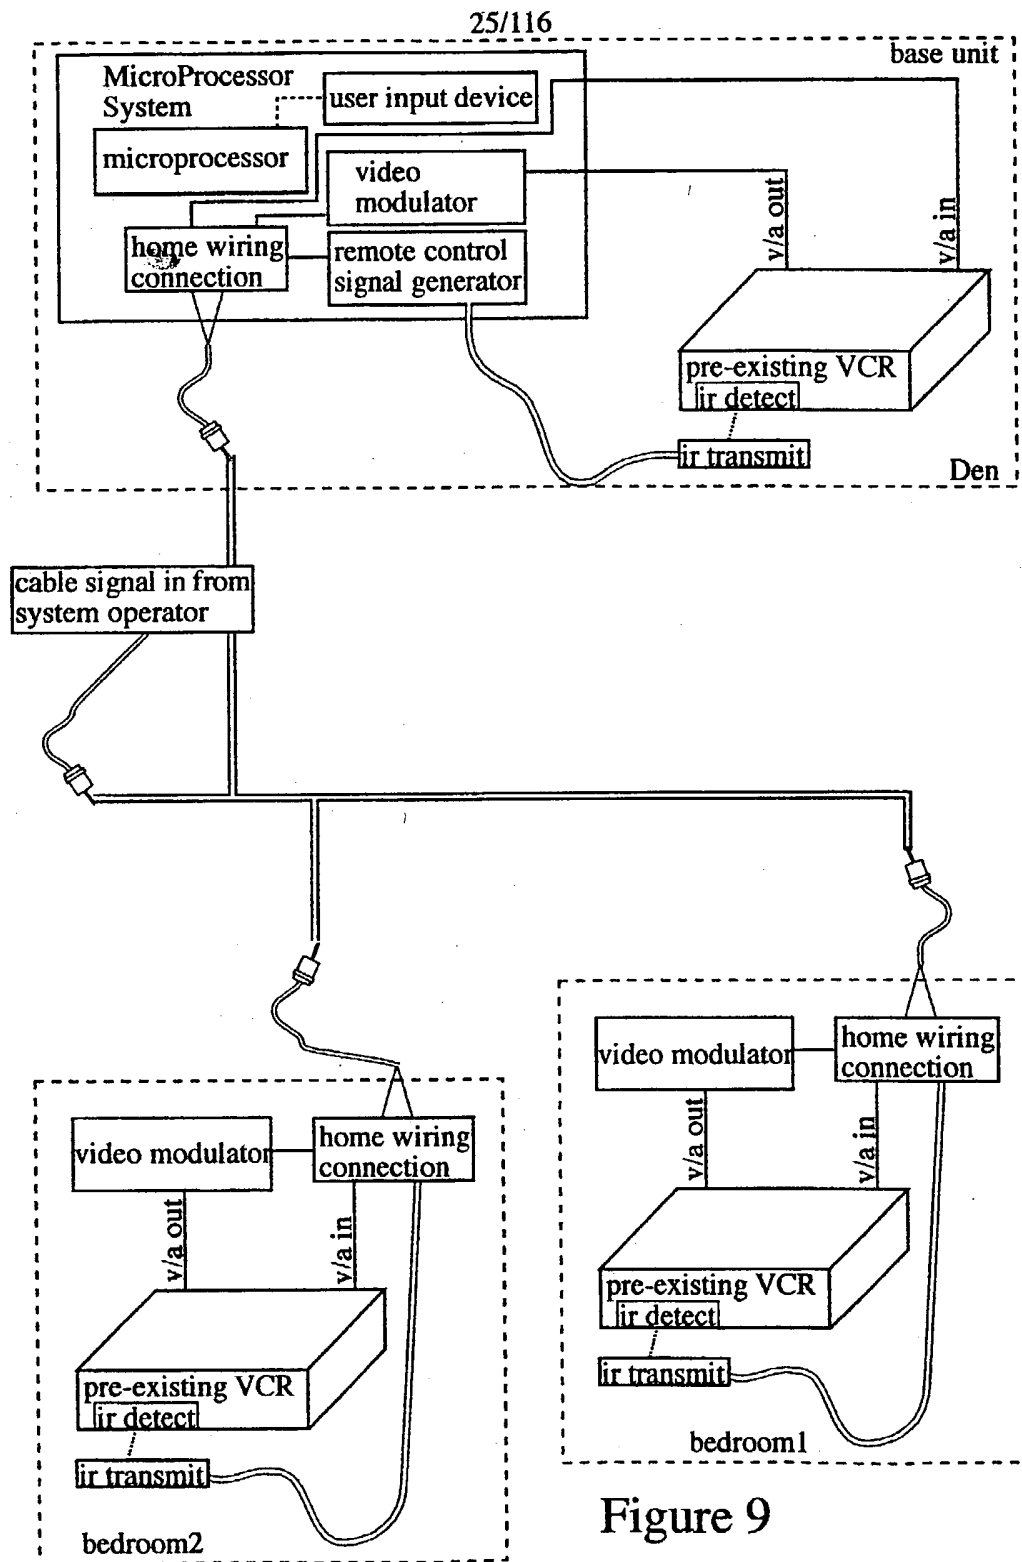 25/116
base unit
MicroProcessor
System
user input device
microprocessor
video
modulator
home wiring
connection
remote control
signal generator
v/a out
v/a in
pre-existing VCR
ir detect
ir transmit
Den
cable signal in from
system operator
home wiring
connection
video modulator
v/a out
v/a in
pre-existing VCR
ir detect
ir transmit
bedroom1
home wiring
connection
video modulator
v/a out
v/a in
pre-existing VCR
ir detect
ir transmit
bedroom2
Figure 9